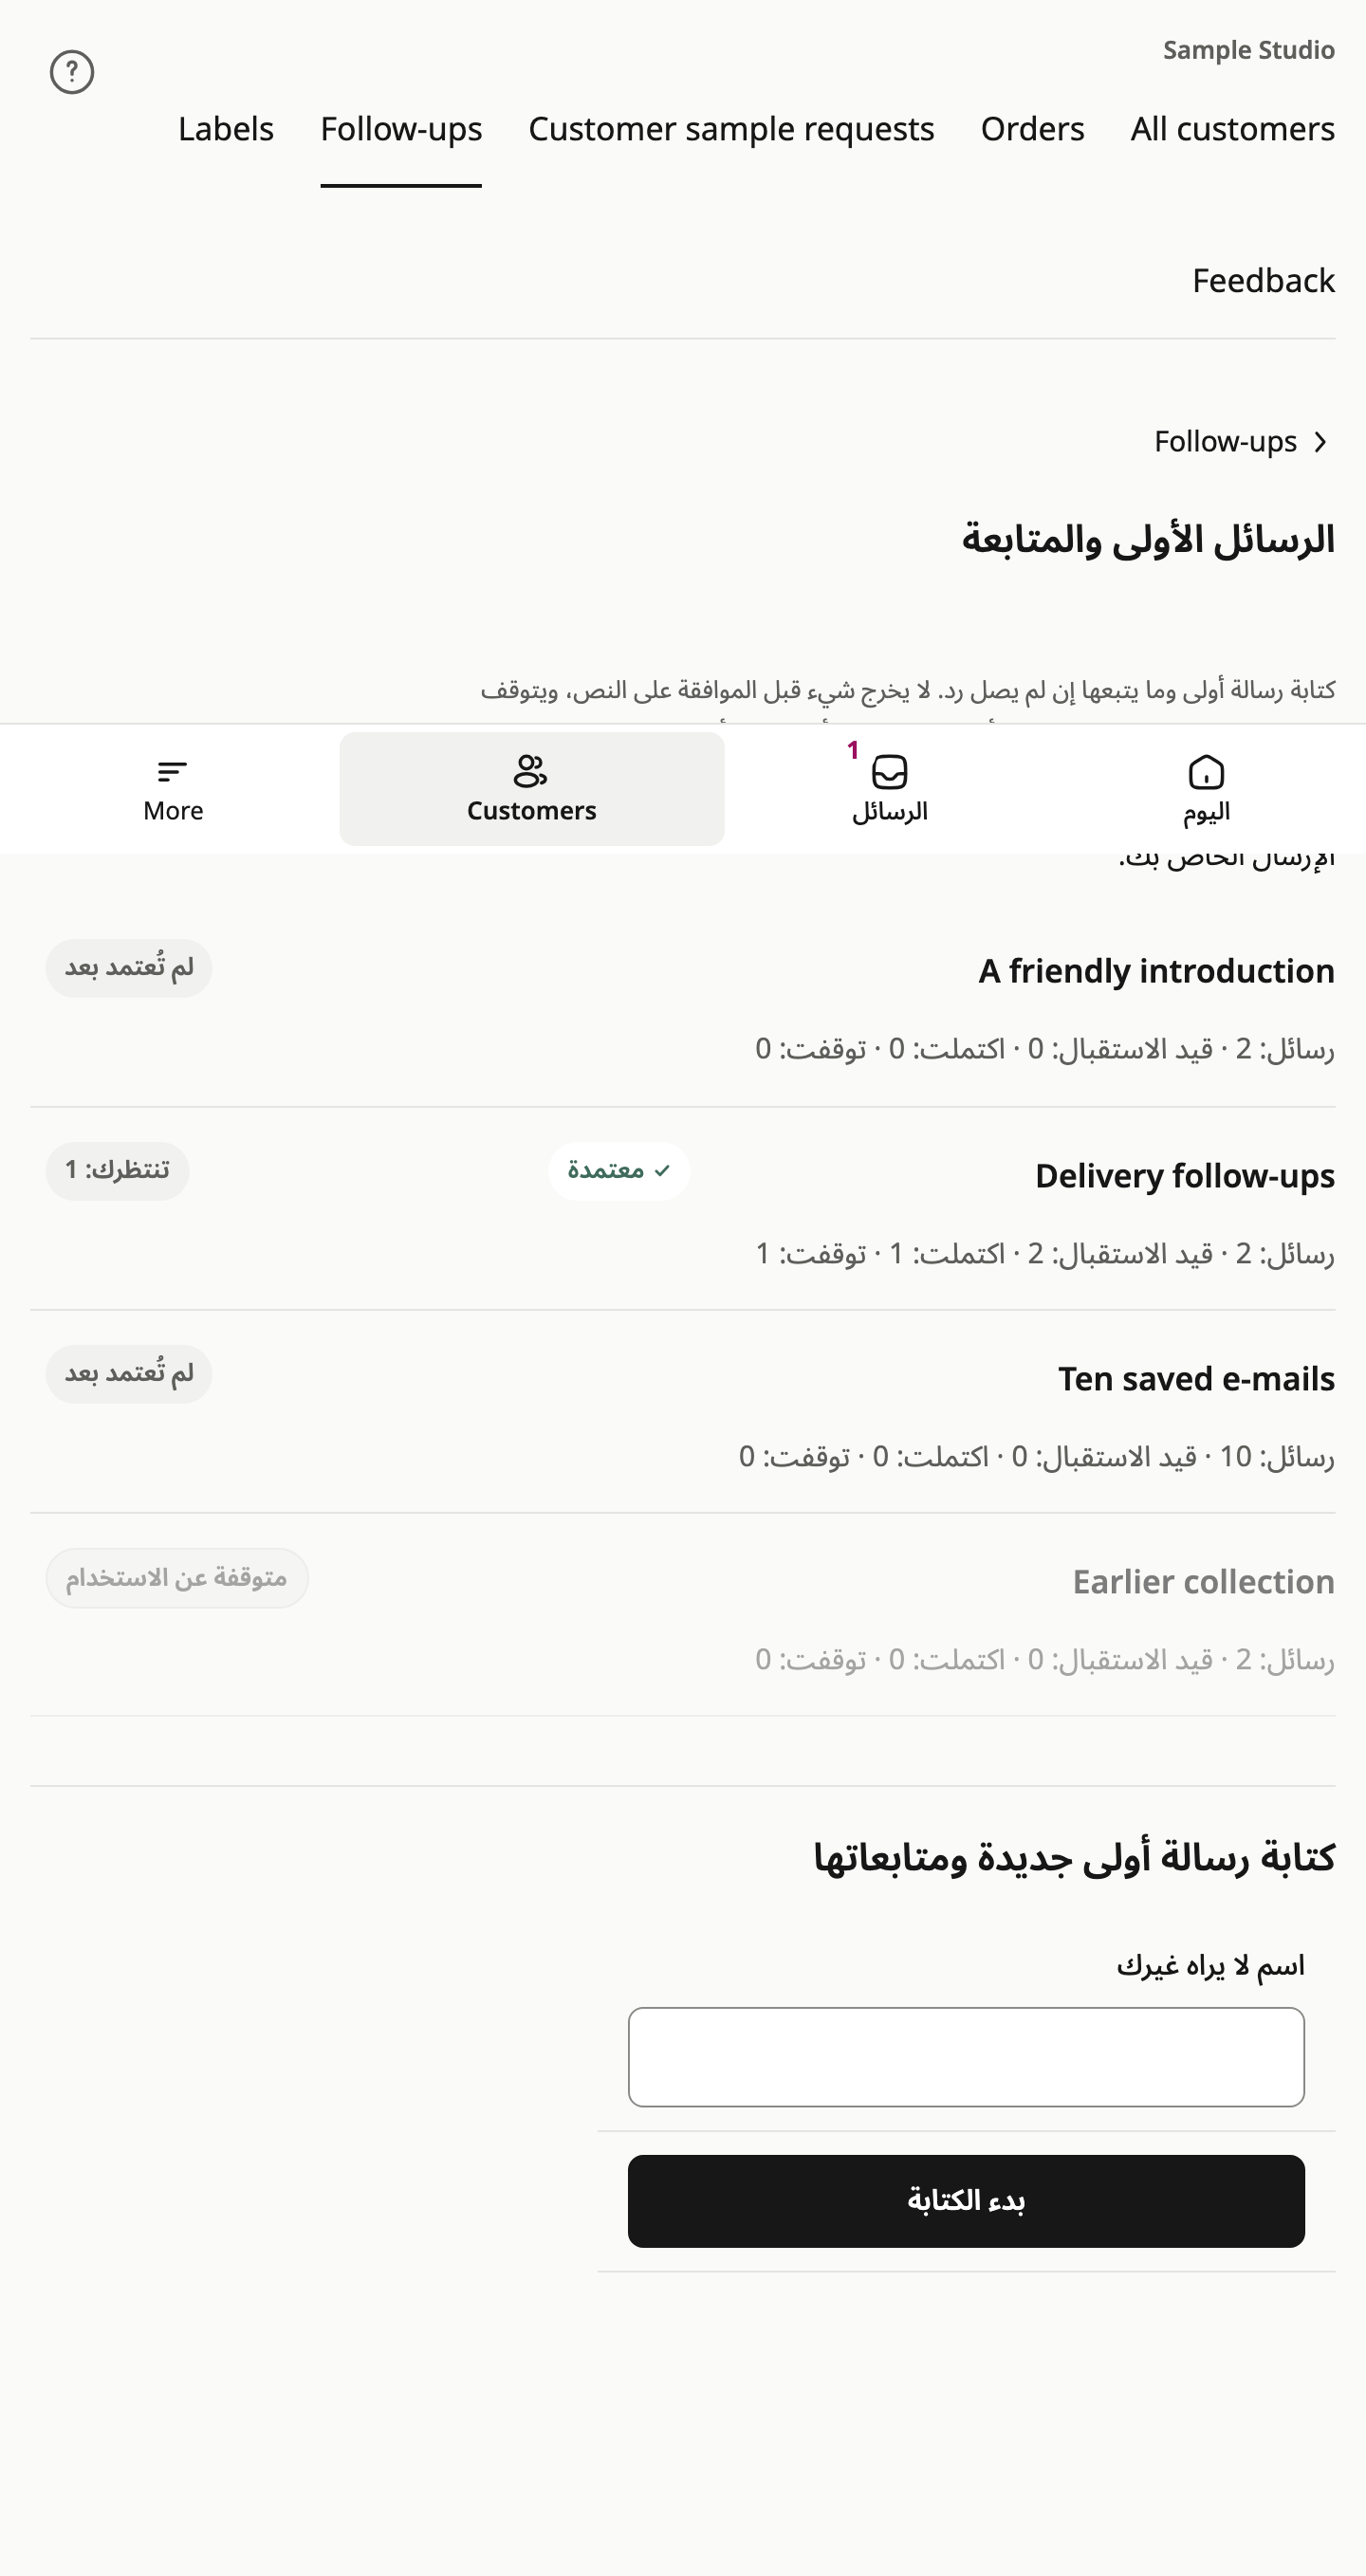 Sample Studio
All customers
Orders
Customer sample requests
Follow-ups
Labels
Feedback
Follow-ups
الرسائل الأولى والمتابعة
كتابة رسالة أولى وما يتبعها إن لم يصل رد. لا يخرج شيء قبل الموافقة على النص، ويتوقف
اليوم
1
الرسائل
Customers
More
الإرسال الخاص بك.
A friendly introduction
لم تُعتمد بعد
رسائل: 2 · قيد الاستقبال: 0 · اكتملت: 0 · توقفت: 0
Delivery follow-ups
معتمدة
تنتظرك: 1
رسائل: 2 · قيد الاستقبال: 2 · اكتملت: 1 · توقفت: 1
Ten saved e-mails
لم تُعتمد بعد
رسائل: 10 · قيد الاستقبال: 0 · اكتملت: 0 · توقفت: 0
Earlier collection
متوقفة عن الاستخدام
رسائل: 2 · قيد الاستقبال: 0 · اكتملت: 0 · توقفت: 0
كتابة رسالة أولى جديدة ومتابعاتها
اسم لا يراه غيرك
بدء الكتابة